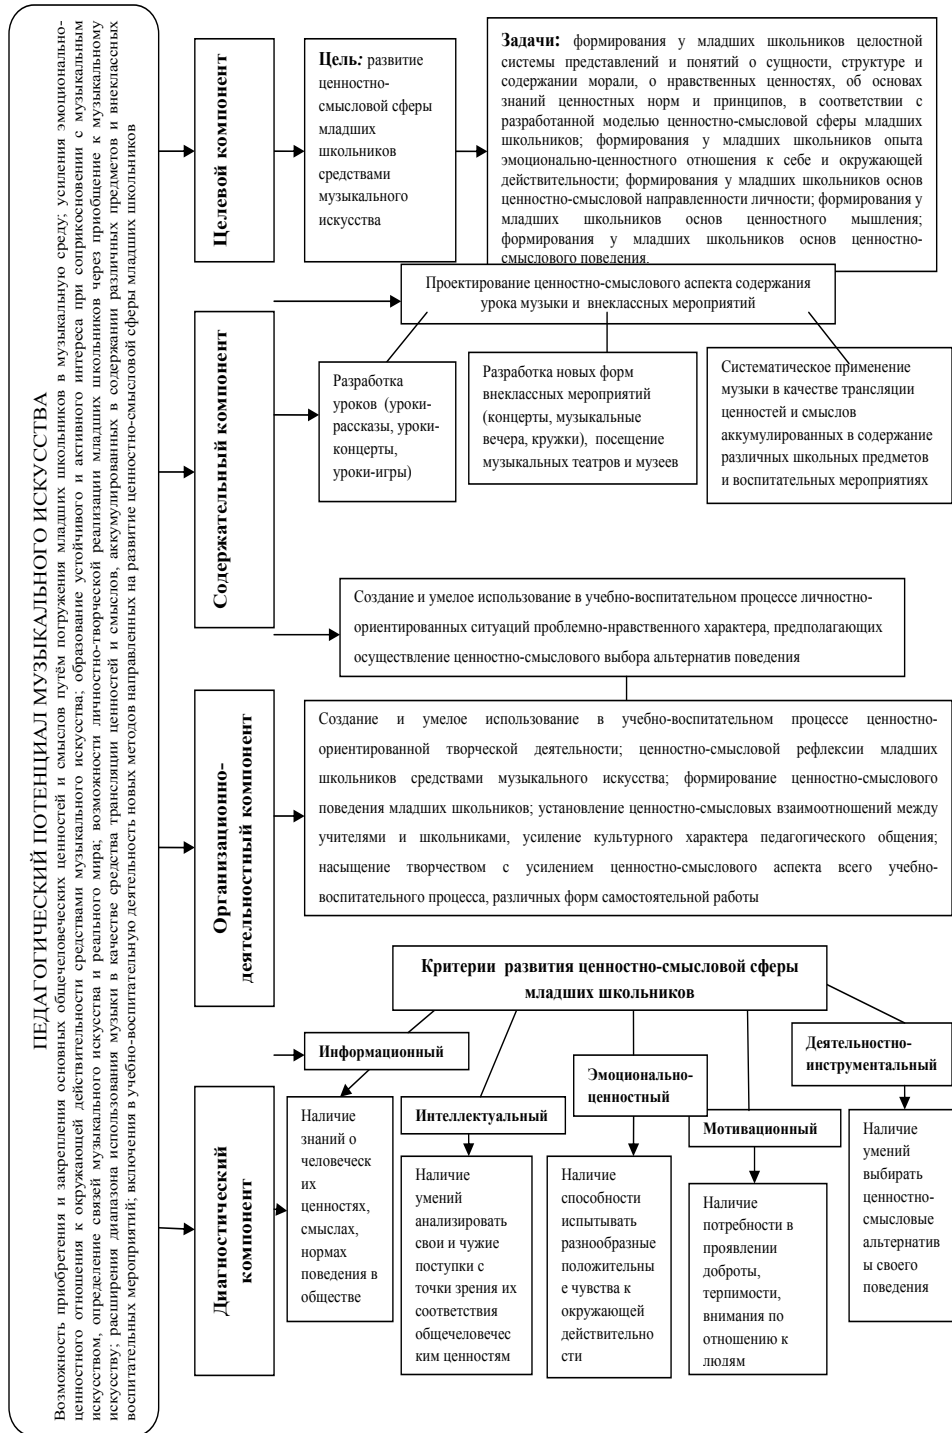 ПЕДАГОГИЧЕСКИЙ ПОТЕНЦИАЛ МУЗЫКАЛЬНОГО ИСКУССТВА
Возможность приобретения и закрепления основных общечеловеческих ценностей и смыслов путём погружения младших школьников в музыкальную среду; усиления эмоционально-
ценностного отношения к окружающей действительности средствами музыкального искусства; образование устойчивого и активного интереса при соприкосновении с музыкальным
искусством, определение связей музыкального искусства и реального мира; возможности личностно-творческой реализации младших школьников через приобщение к музыкальному
искусству; расширения диапазона использования музыки в качестве средства трансляции ценностей и смыслов, аккумулированных в содержании различных предметов и внеклассных
воспитательных мероприятий; включения в учебно-воспитательную деятельность новых методов направленных на развитие ценностно-смысловой сферы младших школьников
Целевой компонент
Цель: развитие
ценностно-
смысловой сферы
младших
школьников
средствами
музыкального
искусства
Задачи: формирования у младших школьников целостной
системы представлений и понятий о сущности, структуре и
содержании морали, о нравственных ценностях, об основах
знаний ценностных норм и принципов, в соответствии с
разработанной моделью ценностно-смысловой сферы младших
школьников; формирования у младших школьников опыта
эмоционально-ценностного отношения к себе и окружающей
действительности; формирования у младших школьников основ
ценностно-смысловой направленности личности; формирования у
младших школьников основ ценностного мышления;
формирования у младших школьников основ ценностно-
смыслового поведения.
Содержательный компонент
Проектирование ценностно-смыслового аспекта содержания
урока музыки и внеклассных мероприятий
Разработка
уроков (уроки-
рассказы, уроки-
концерты,
уроки-игры)
Разработка новых форм
внеклассных мероприятий
(концерты, музыкальные
вечера, кружки), посещение
музыкальных театров и музеев
Систематическое применение
музыки в качестве трансляции
ценностей и смыслов
аккумулированных в содержание
различных школьных предметов
и воспитательных мероприятиях
Создание и умелое использование в учебно-воспитательном процессе личностно-
ориентированных ситуаций проблемно-нравственного характера, предполагающих
осуществление ценностно-смыслового выбора альтернатив поведения
Организационно-
деятельностный компонент
Создание и умелое использование в учебно-воспитательном процессе ценностно-
ориентированной творческой деятельности; ценностно-смысловой рефлексии младших
школьников средствами музыкального искусства; формирование ценностно-смыслового
поведения младших школьников; установление ценностно-смысловых взаимоотношений между
учителями и школьниками, усиление культурного характера педагогического общения;
насыщение творчеством с усилением ценностно-смыслового аспекта всего учебно-
воспитательного процесса, различных форм самостоятельной работы
Диагностический
компонент
Критерии развития ценностно-смысловой сферы
младших школьников
Информационный
Наличие
знаний о
человеческ
их
ценностях,
смыслах,
нормах
поведения в
обществе
Интеллектуальный
Наличие
умений
анализировать
свои и чужие
поступки с
точки зрения их
соответствия
общечеловечес
ким ценностям
Эмоционально-
ценностный
Наличие
способности
испытывать
разнообразные
положительны
е чувства к
окружающей
действительно
сти
Мотивационный
Наличие
потребности в
проявлении
доброты,
терпимости,
внимания по
отношению к
людям
Деятельностно-
инструментальный
Наличие
умений
выбирать
ценностно-
смысловые
альтернатив
ы своего
поведения